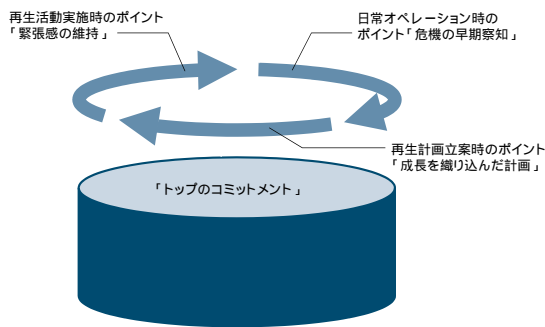 再生活動実施時のポイント
「緊張感の維持」
日常オペレーション時の
ポイント「危機の早期察知」
再生計画立案時のポイント
「成長を織り込んだ計画」
「トップのコミットメント」